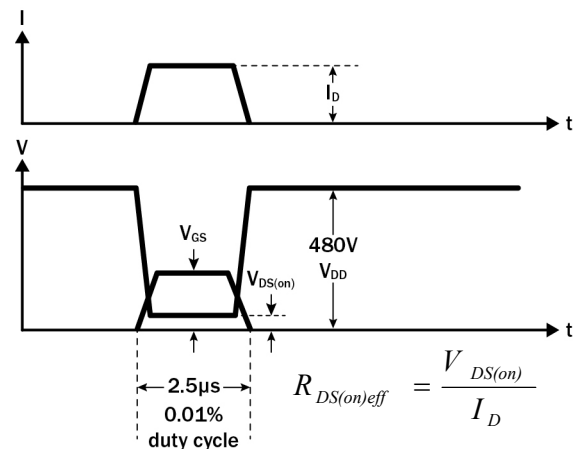 I
I_D
t
V
V_GS
V_DS(on)
480V
V_DD
t
2.5μs
0.01%
duty cycle
R_DS(on)eff = V_DS(on) / I_D